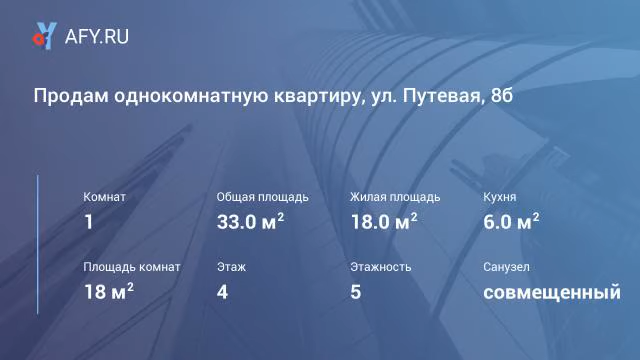 AFY.RU
Продам однокомнатную квартиру, ул. Путевая, 8б
Комнат Общая площадь Жилая площадь Кухня
1 33.0 м² 18.0 м² 6.0 м²
Площадь комнат Этаж Этажность Санузел
18 м² 4 5 совмещенный